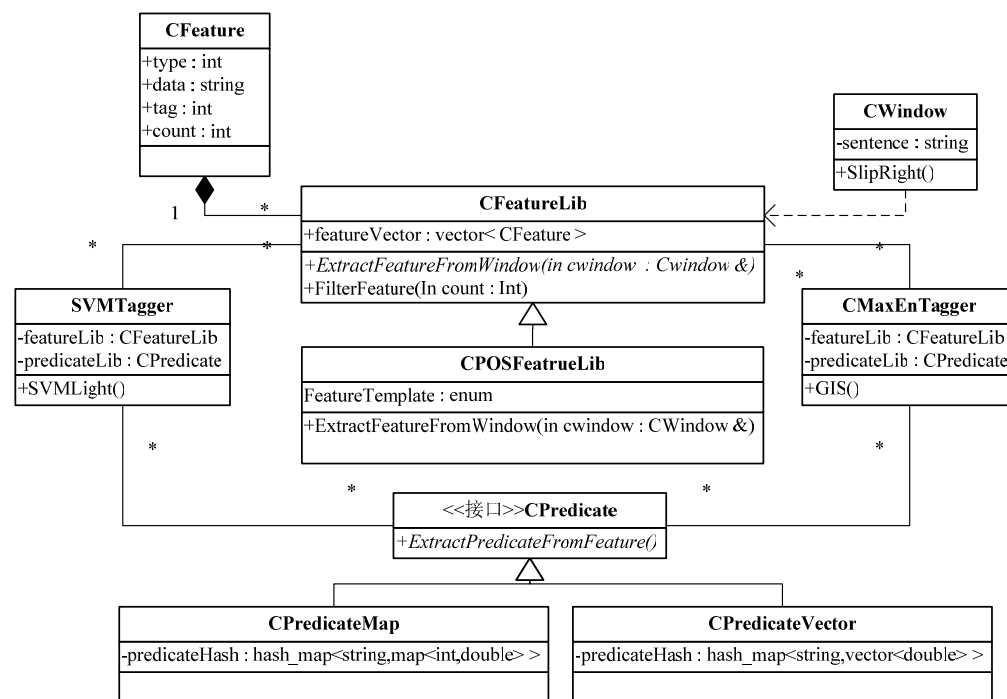 CFeature
+type : int
+data : string
+tag : int
+count : int
CWindow
-sentence : string
+SlipRight()
1
*
CFeatureLib
+featureVector : vector< CFeature >
+ExtractFeatureFromWindow(in cwindow : Cwindow &)
+FilterFeature(In count : Int)
*
*
*
*
SVMTagger
-featureLib : CFeatureLib
-predicateLib : CPredicate
+SVMLight()
CMaxEnTagger
-featureLib : CFeatureLib
-predicateLib : CPredicate
+GIS()
CPOSFeatrueLib
FeatureTemplate : enum
+ExtractFeatureFromWindow(in cwindow : CWindow &)
*
*
*
*
<<接口>>CPredicate
+ExtractPredicateFromFeature()
CPredicateMap
-predicateHash : hash_map<string,map<int,double> >
CPredicateVector
-predicateHash : hash_map<string,vector<double> >